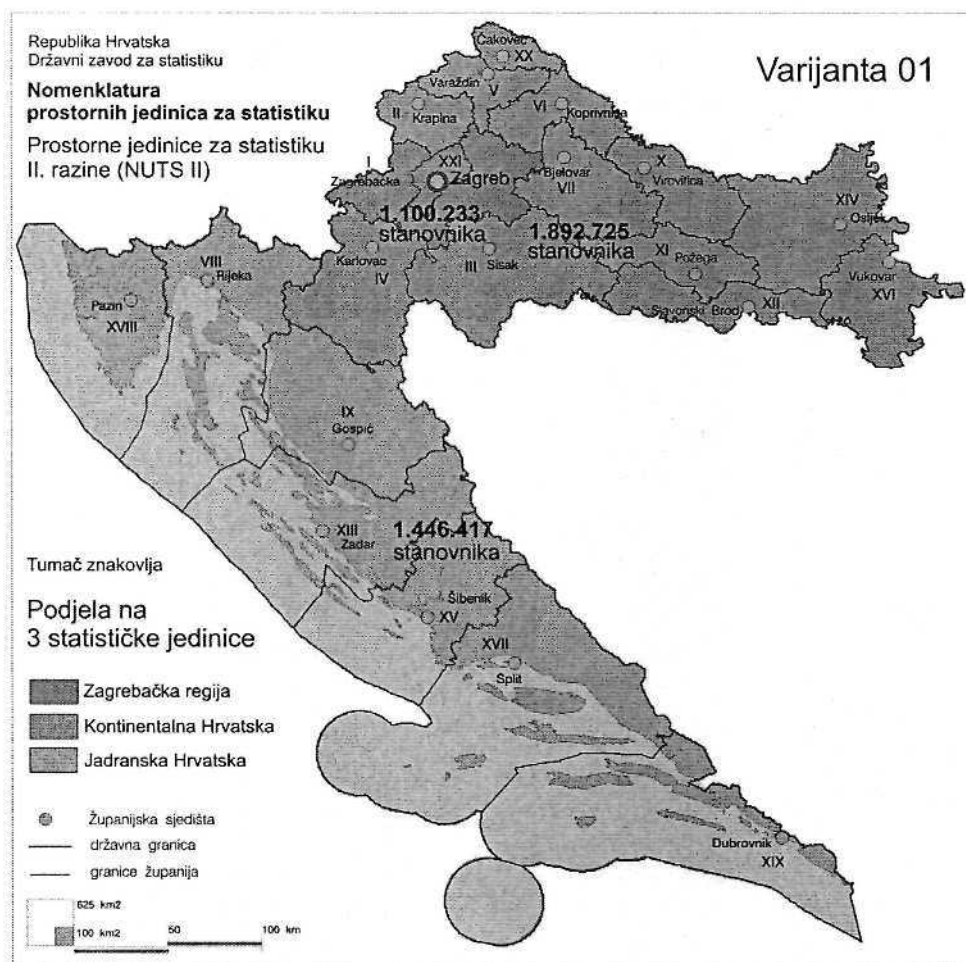 Republika Hrvatska
Državni zavod za statistiku
Nomenklatura
prostornih jedinica za statistiku
Prostorne jedinice za statistiku
II. razine (NUTS II)
Varijanta 01
Čakovec
XX
Varaždin
V
II
Krapina
VI
Koprivnica
I
XXI
Zagrebačka
Zagreb
Bjelovar
VII
X
Virovitica
XIV
Osijek
1.100.233
stanovnika
1.892.725
stanovnika
Karlovac
IV
III
Sisak
XI
Požega
Vukovar
XVI
Slavonski Brod
XII
VIII
Rijeka
Pazin
XVIII
IX
Gospić
XIII
Zadar
1.446.417
stanovnika
Šibenik
XV
XVII
Split
Dubrovnik
XIX
Tumač znakovlja
Podjela na
3 statističke jedinice
Zagrebačka regija
Kontinentalna Hrvatska
Jadranska Hrvatska
Županijska sjedišta
državna granica
granice županija
625 km2
100 km2
50
100 km